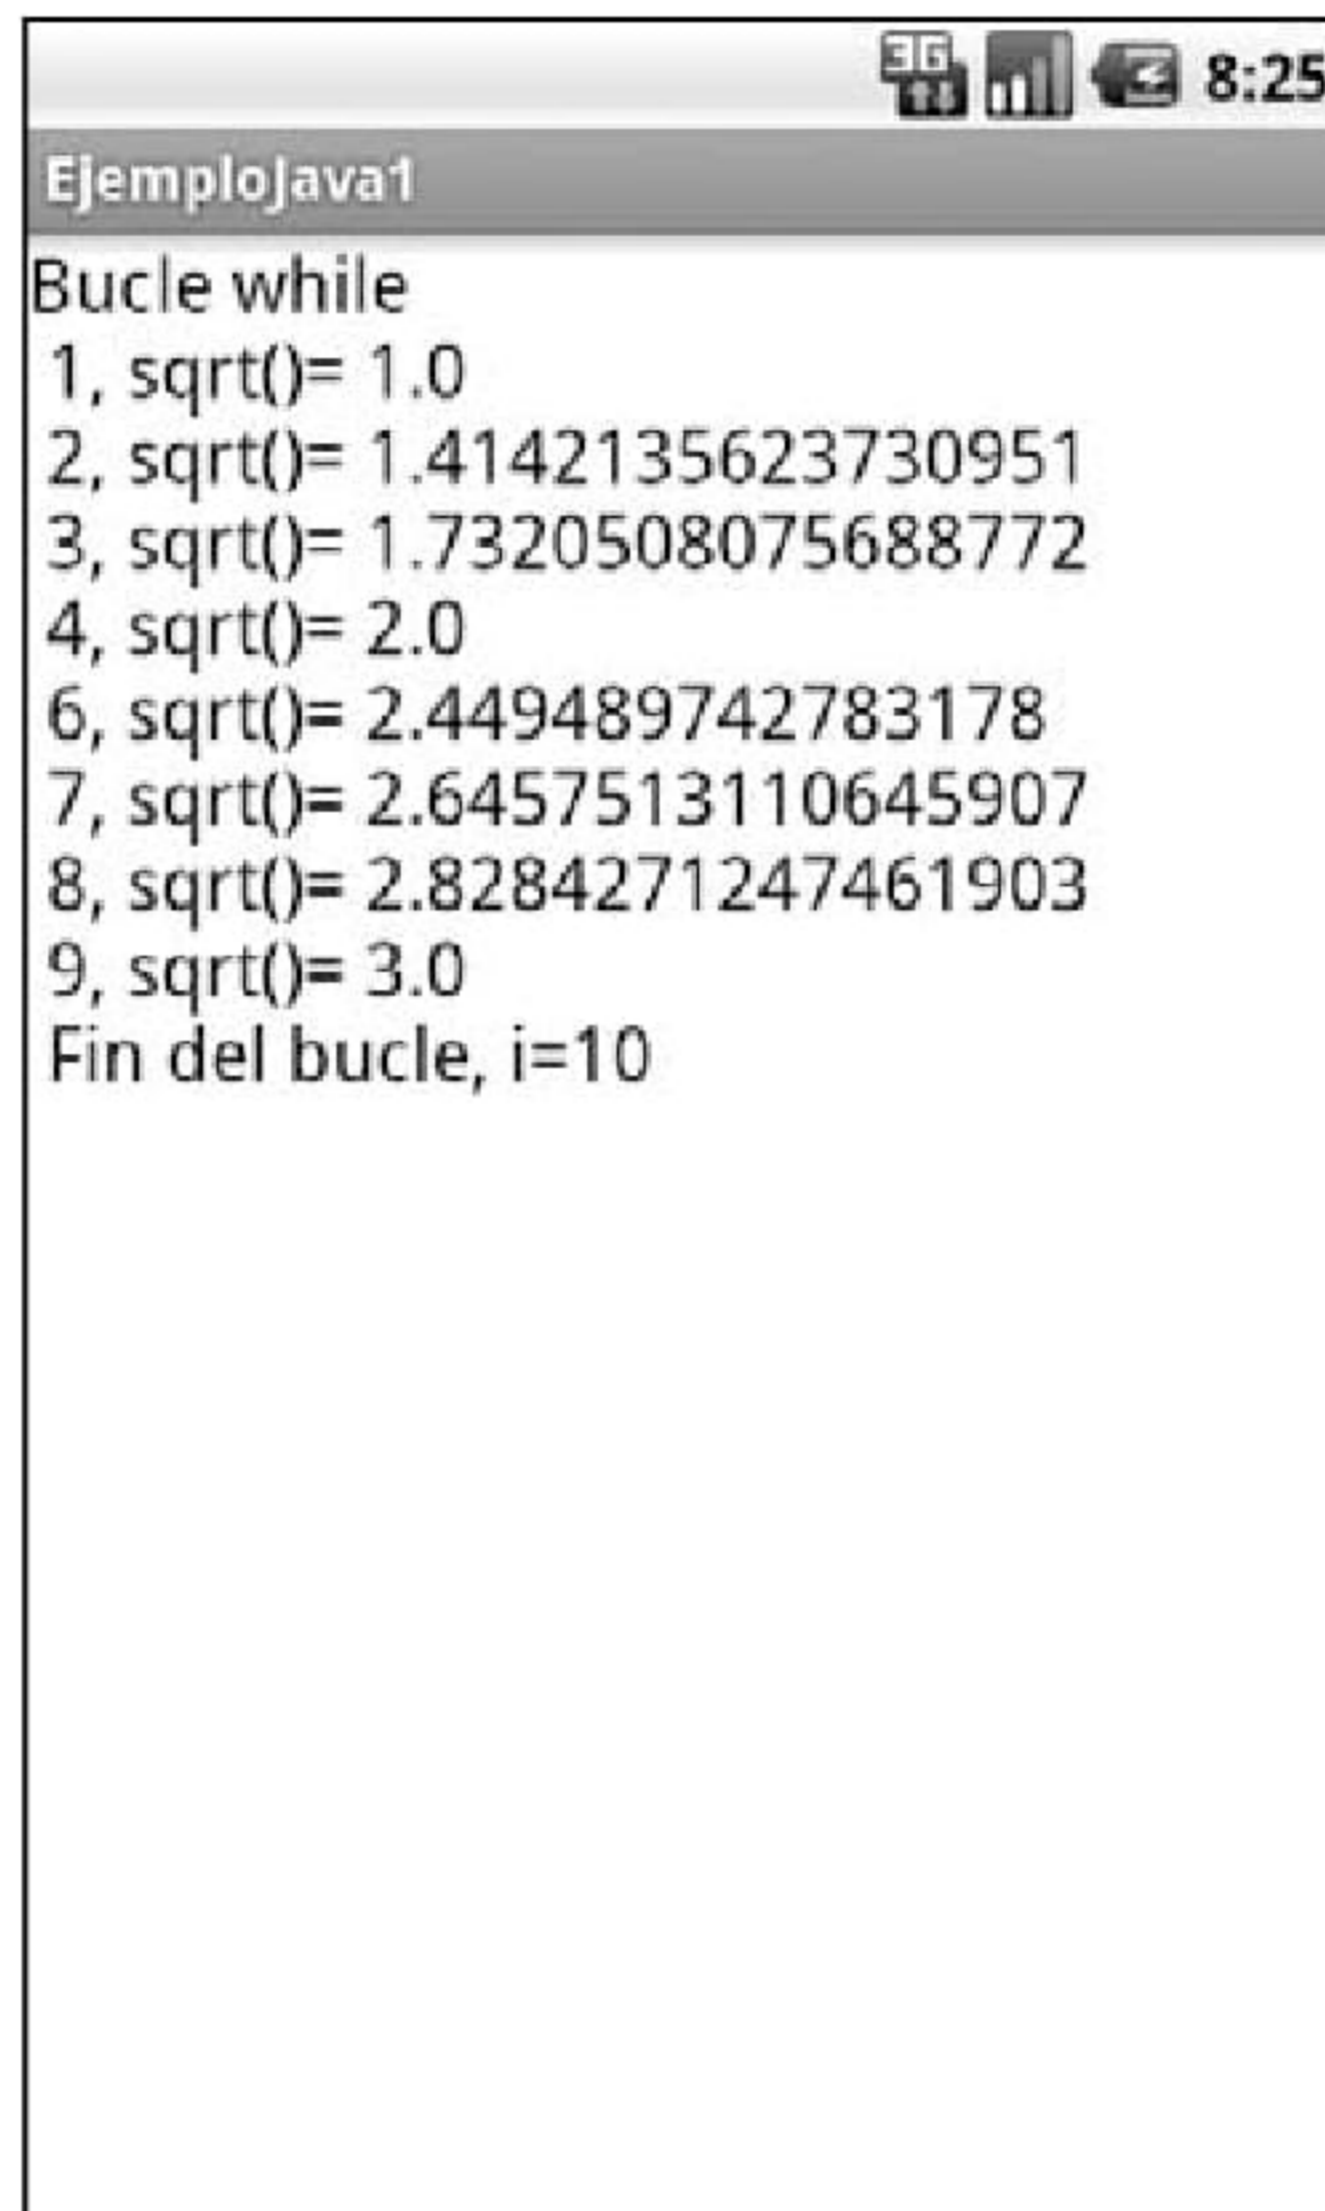 3G 8:25
EjemploJava1
Bucle while
1, sqrt()= 1.0
2, sqrt()= 1.4142135623730951
3, sqrt()= 1.7320508075688772
4, sqrt()= 2.0
6, sqrt()= 2.449489742783178
7, sqrt()= 2.6457513110645907
8, sqrt()= 2.8284271247461903
9, sqrt()= 3.0
Fin del bucle, i=10